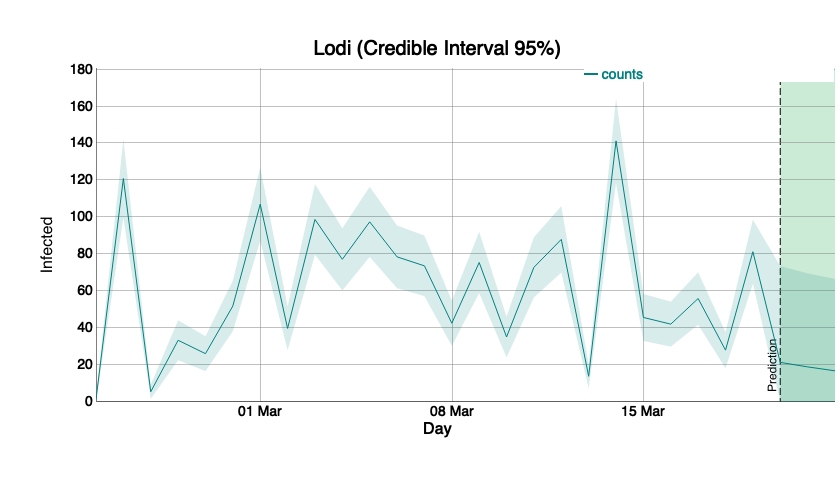 Lodi (Credible Interval 95%)
counts
180
160
140
120
100
80
60
40
20
0
Infected
Prediction
01 Mar
08 Mar
15 Mar
Day